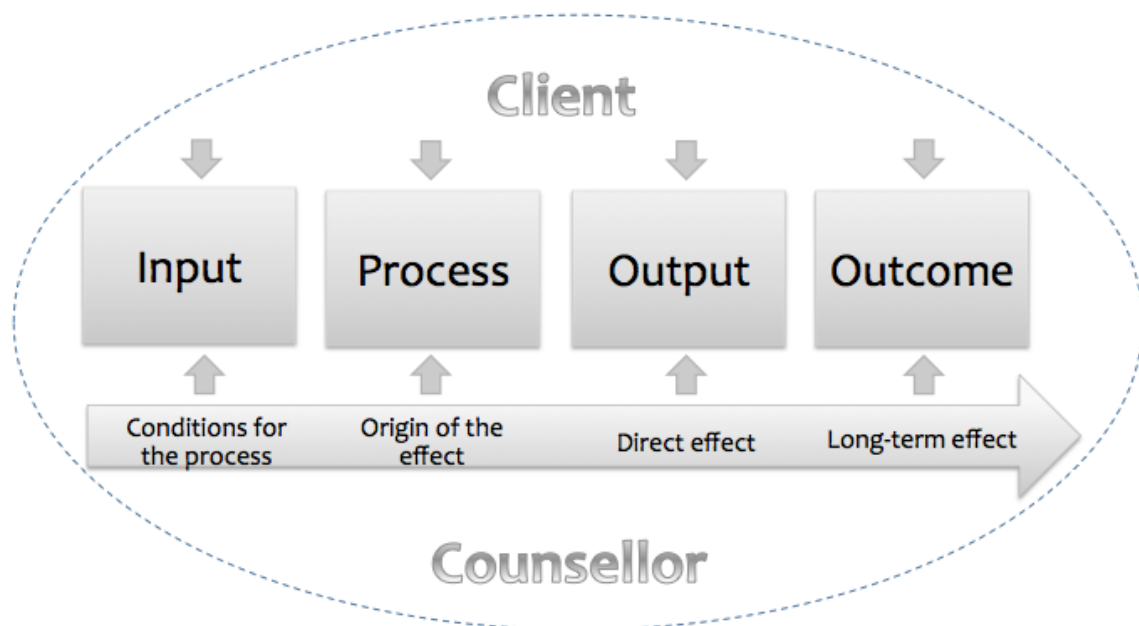 Client
Input
Process
Output
Outcome
Conditions for
the process
Origin of the
effect
Direct effect
Long-term effect
Counsellor